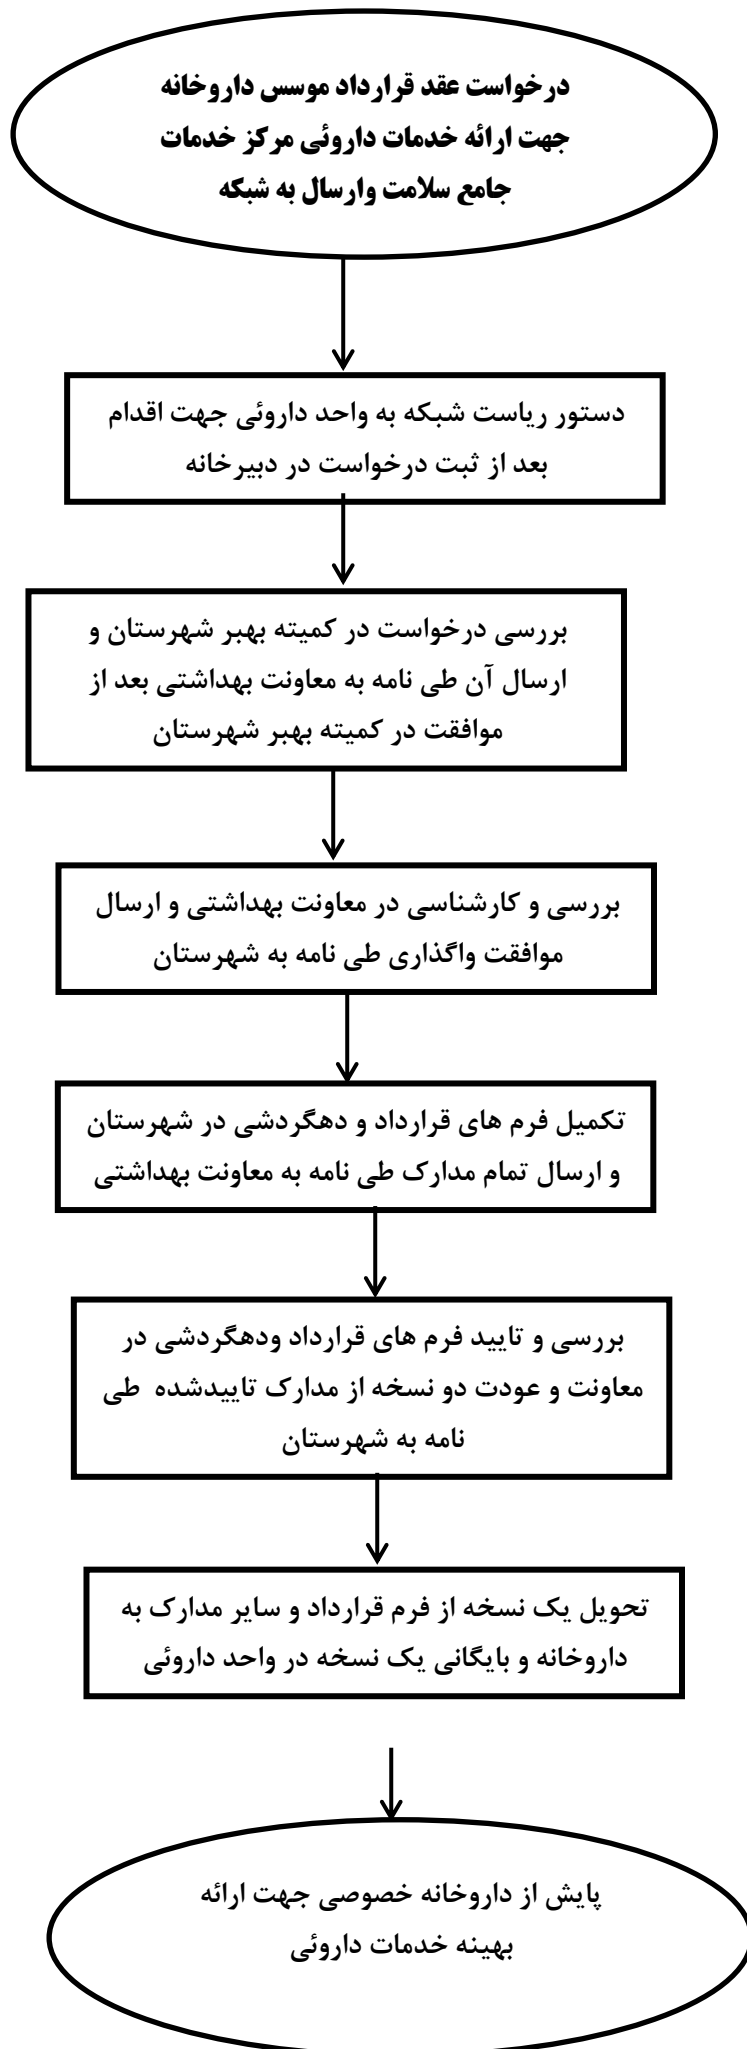 درخواست عقد قرارداد موسس داروخانه
جهت ارائه خدمات داروئی مرکز خدمات
جامع سلامت وارسال به شبکه
دستور ریاست شبکه به واحد داروئی جهت اقدام
بعد از ثبت درخواست در دبیرخانه
بررسی درخواست در کمیته بهبر شهرستان و
ارسال آن طی نامه به معاونت بهداشتی بعد از
موافقت در کمیته بهبر شهرستان
بررسی و کارشناسی در معاونت بهداشتی و ارسال
موافقت واگذاری طی نامه به شهرستان
تکمیل فرم های قرارداد و دهگردشی در شهرستان
و ارسال تمام مدارک طی نامه به معاونت بهداشتی
بررسی و تایید فرم های قرارداد ودهگردشی در
معاونت و عودت دو نسخه از مدارک تاییدشده طی
نامه به شهرستان
تحویل یک نسخه از فرم قرارداد و سایر مدارک به
داروخانه و بایگانی یک نسخه در واحد داروئی
پایش از داروخانه خصوصی جهت ارائه
بهینه خدمات داروئی